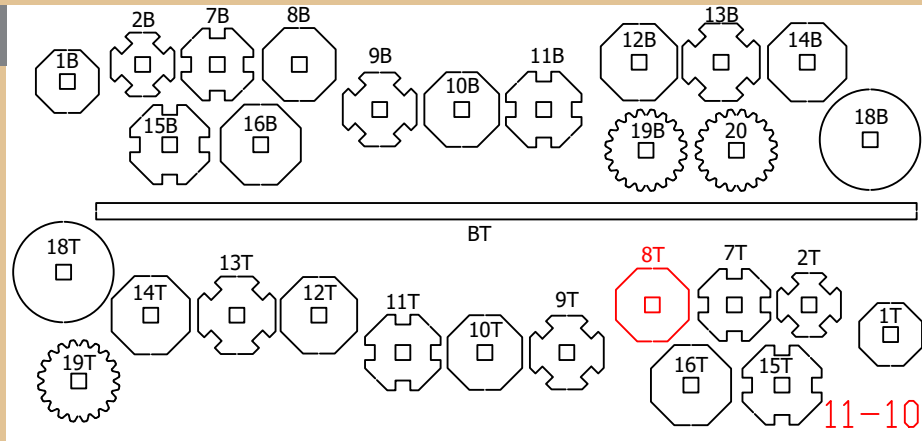 2B 7B 8B 13B
1B 9B 11B 12B 14B
10B
15B 16B 19B 20 18B
BT
18T 13T 8T 7T 2T
14T 12T 11T 9T 1T
10T
19T 16T 15T
11-10